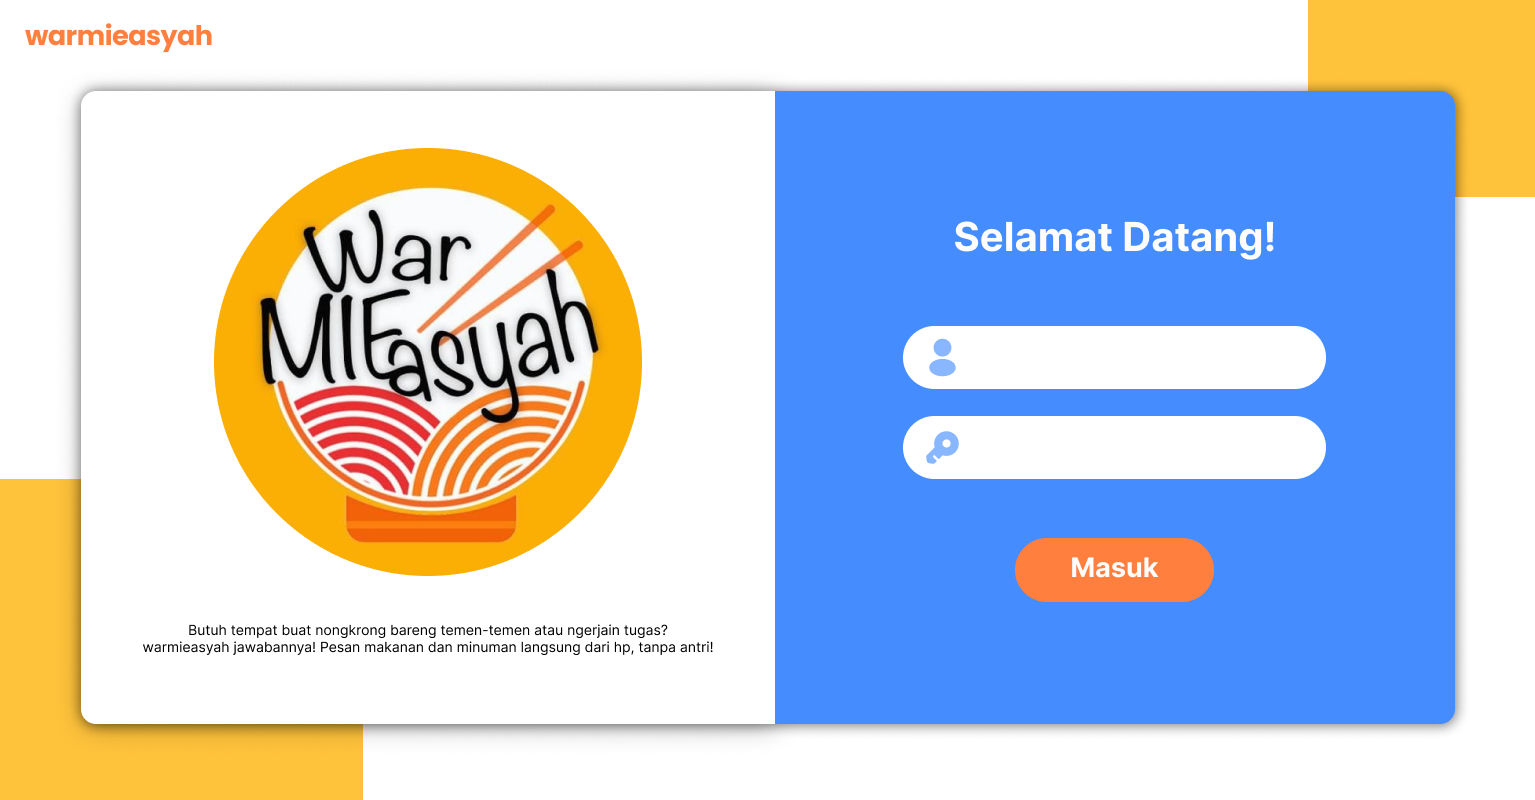 warmieasyah
War
MIEasyah
Butuh tempat buat nongkrong bareng temen-temen atau ngerjain tugas?
warmieasyah jawabannya! Pesan makanan dan minuman langsung dari hp, tanpa antri!
Selamat Datang!
Masuk